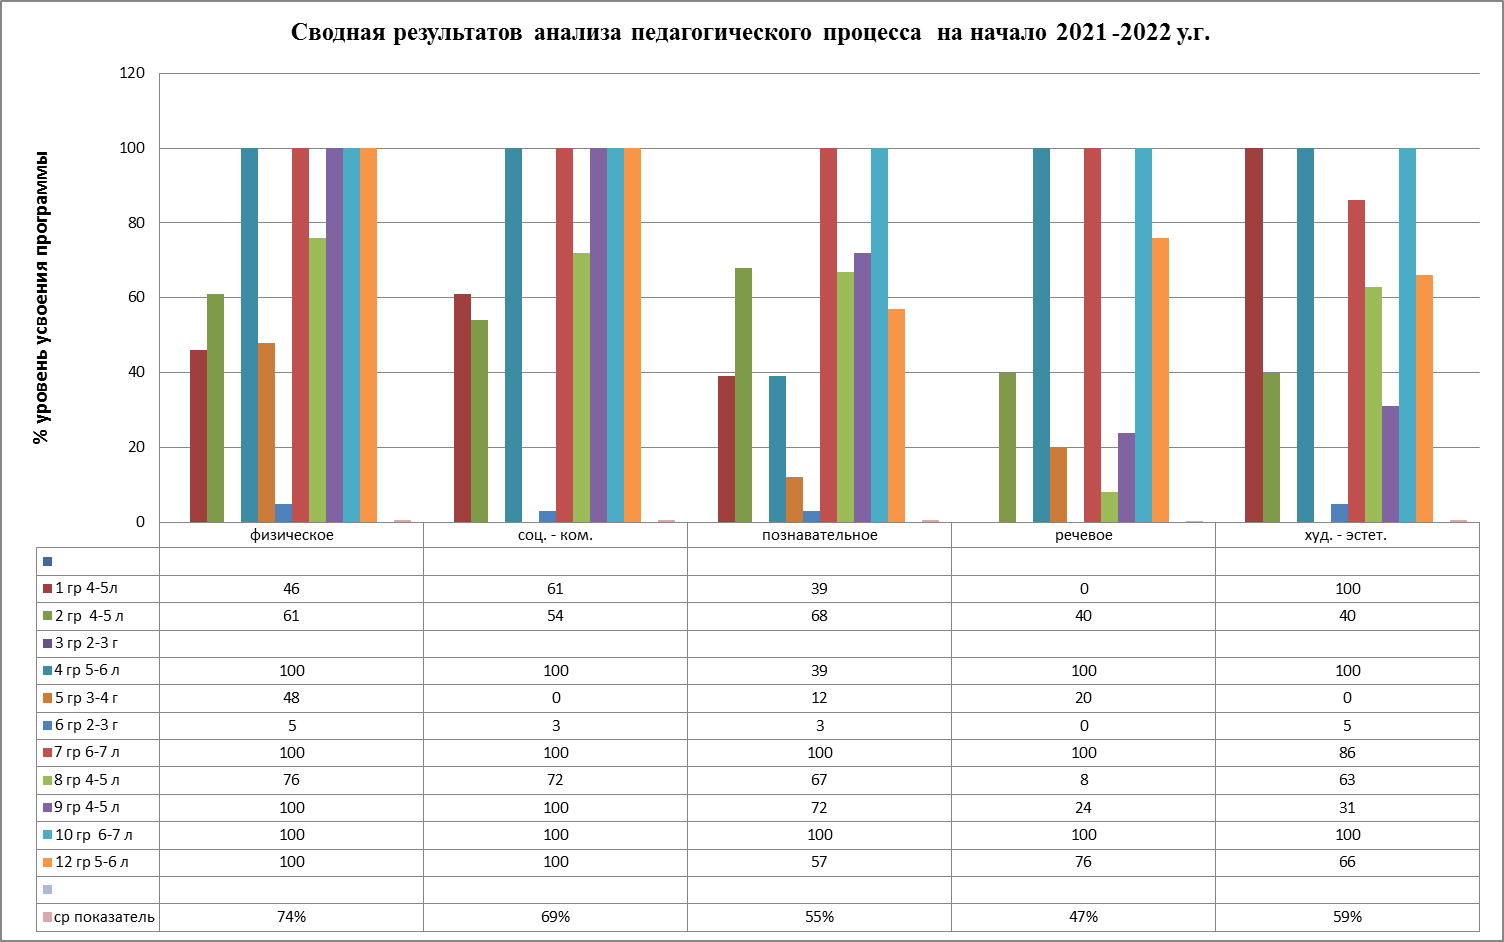 Сводная результатов анализа педагогического процесса на начало 2021 -2022 у.г.
% уровень усвоения программы
120
100
80
60
40
20
0
физическое соц. - ком. познавательное речевое худ. - эстет.
1 гр 4-5л 46 61 39 0 100
2 гр 4-5 л 61 54 68 40 40
3 гр 2-3 г
4 гр 5-6 л 100 100 39 100 100
5 гр 3-4 г 48 0 12 20 0
6 гр 2-3 г 5 3 3 0 5
7 гр 6-7 л 100 100 100 100 86
8 гр 4-5 л 76 72 67 8 63
9 гр 4-5 л 100 100 72 24 31
10 гр 6-7 л 100 100 100 100 100
12 гр 5-6 л 100 100 57 76 66
ср показатель 74% 69% 55% 47% 59%